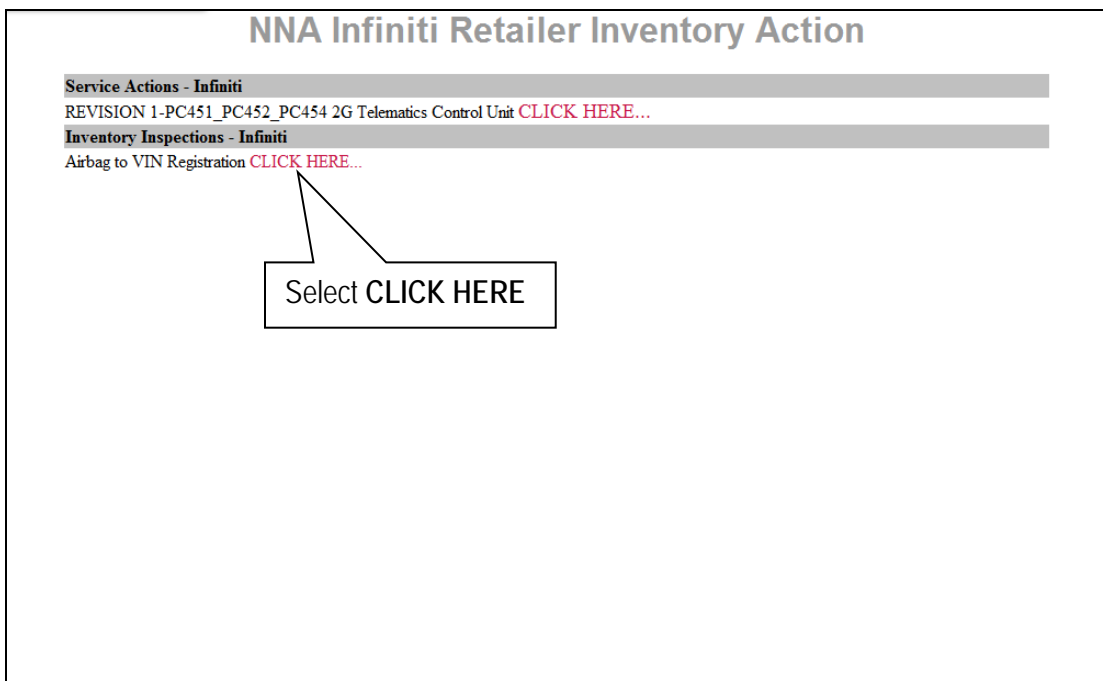 NNA Infiniti Retailer Inventory Action
Service Actions - Infiniti
REVISION 1-PC451_PC452_PC454 2G Telematics Control Unit CLICK HERE...
Inventory Inspections - Infiniti
Airbag to VIN Registration CLICK HERE...
Select CLICK HERE